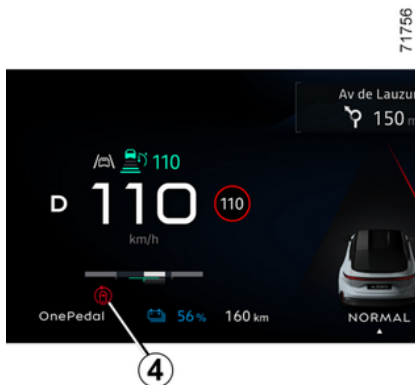 71756
Av de Lauzun
150 m
110
D
110
110
km/h
OnePedal
56%
160 km
NORMAL
4